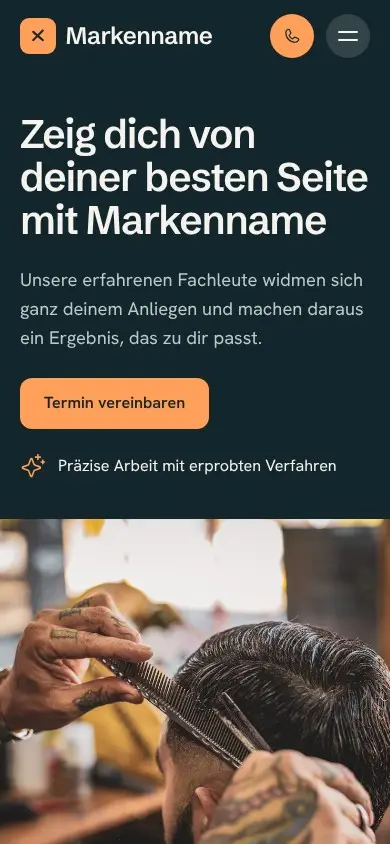 Markenname
Zeig dich von
deiner besten Seite
mit Markenname
Unsere erfahrenen Fachleute widmen sich
ganz deinem Anliegen und machen daraus
ein Ergebnis, das zu dir passt.
Termin vereinbaren
Präzise Arbeit mit erprobten Verfahren